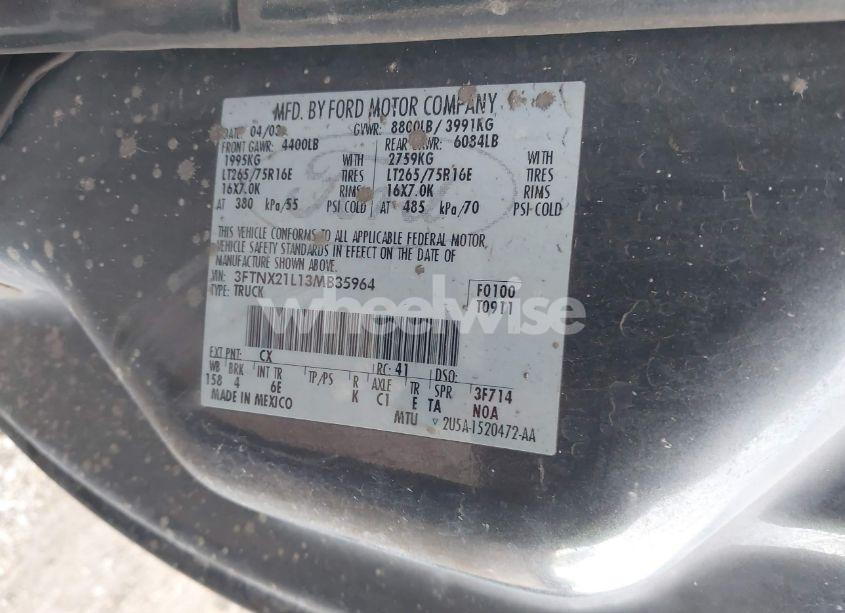 MFD. BY FORD MOTOR COMPANY
DATE 04/03 GVWR: 8800LB/ 3991KG
FRONT GAWR: 4400LB REAR GAWR: 6084LB
1995KG WITH 2759KG WITH
LT265/75R16E TIRES LT265/75R16E TIRES
16X7.0K RIMS 16X7.0K RIMS
AT 380 kPa/55 PSI-COLD AT 485 kPa/70 PSI-COLD
THIS VEHICLE CONFORMS TO ALL APPLICABLE FEDERAL MOTOR
VEHICLE SAFETY STANDARDS IN EFFECT ON THE DATE OF
MANUFACTURE SHOWN ABOVE.
VIN: 3FTNX21L13MB35964
TYPE: TRUCK
F0100
T0911
wheelwise
EXT PNT: CX RC: 41 DSO:
WB BRK INT TR TP/PS R AXLE TR SPR 3F714
158 4 6E K C1 E TA NOA
MADE IN MEXICO MTU 2U5A-1520472-AA
Ford